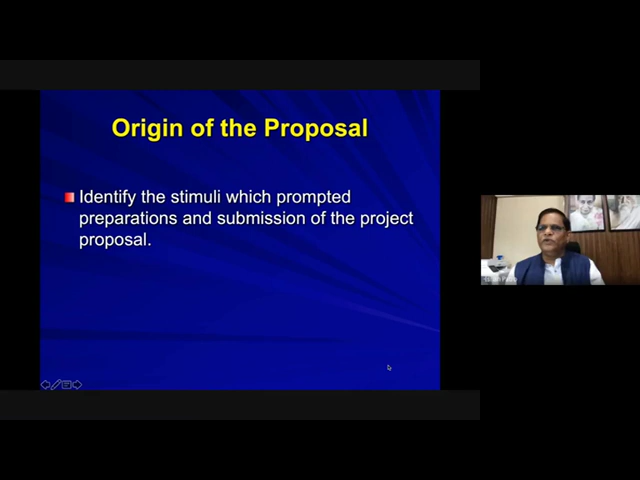 Origin of the Proposal
Identify the stimuli which prompted
preparations and submission of the project
proposal.